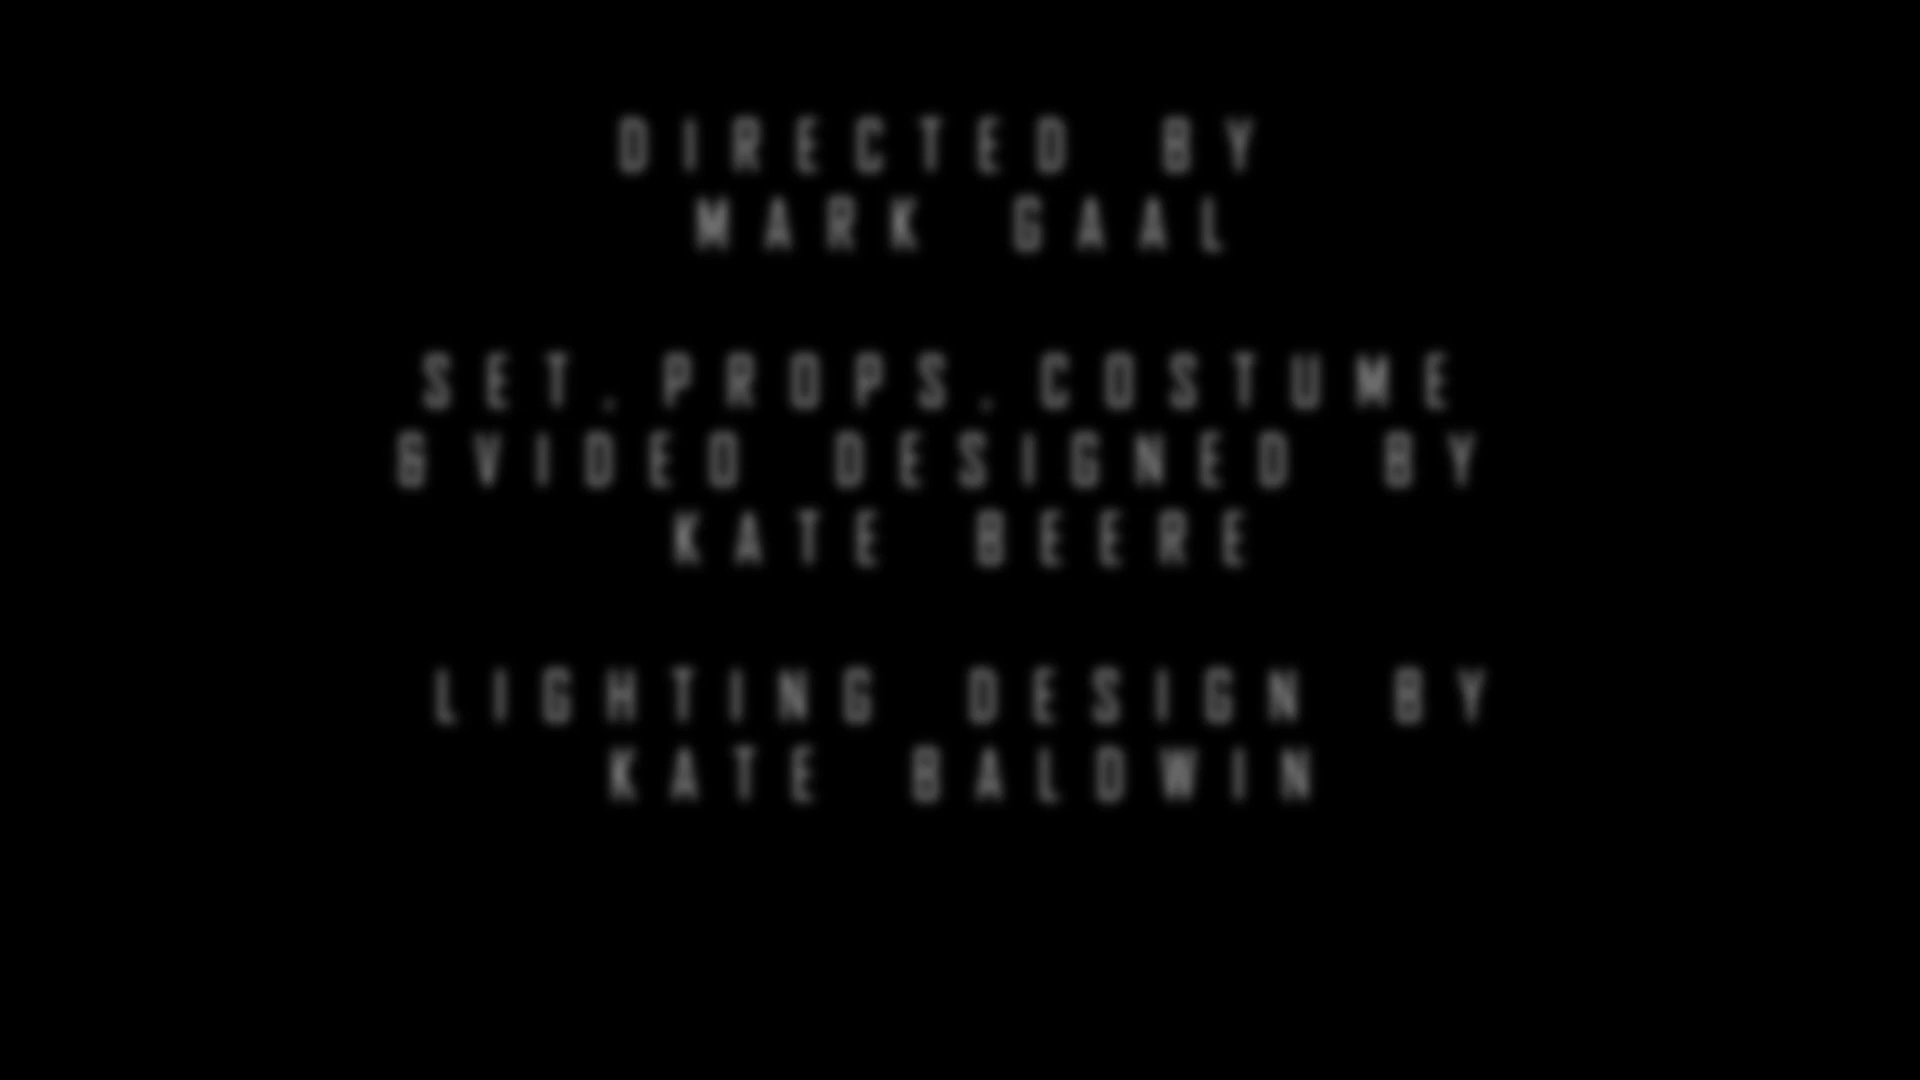 DIRECTED BY
MARK GAAL
SET.PROPS.COSTUME
&VIDEO DESIGNED BY
KATE BEERE
LIGHTING DESIGN BY
KATE BALDWIN